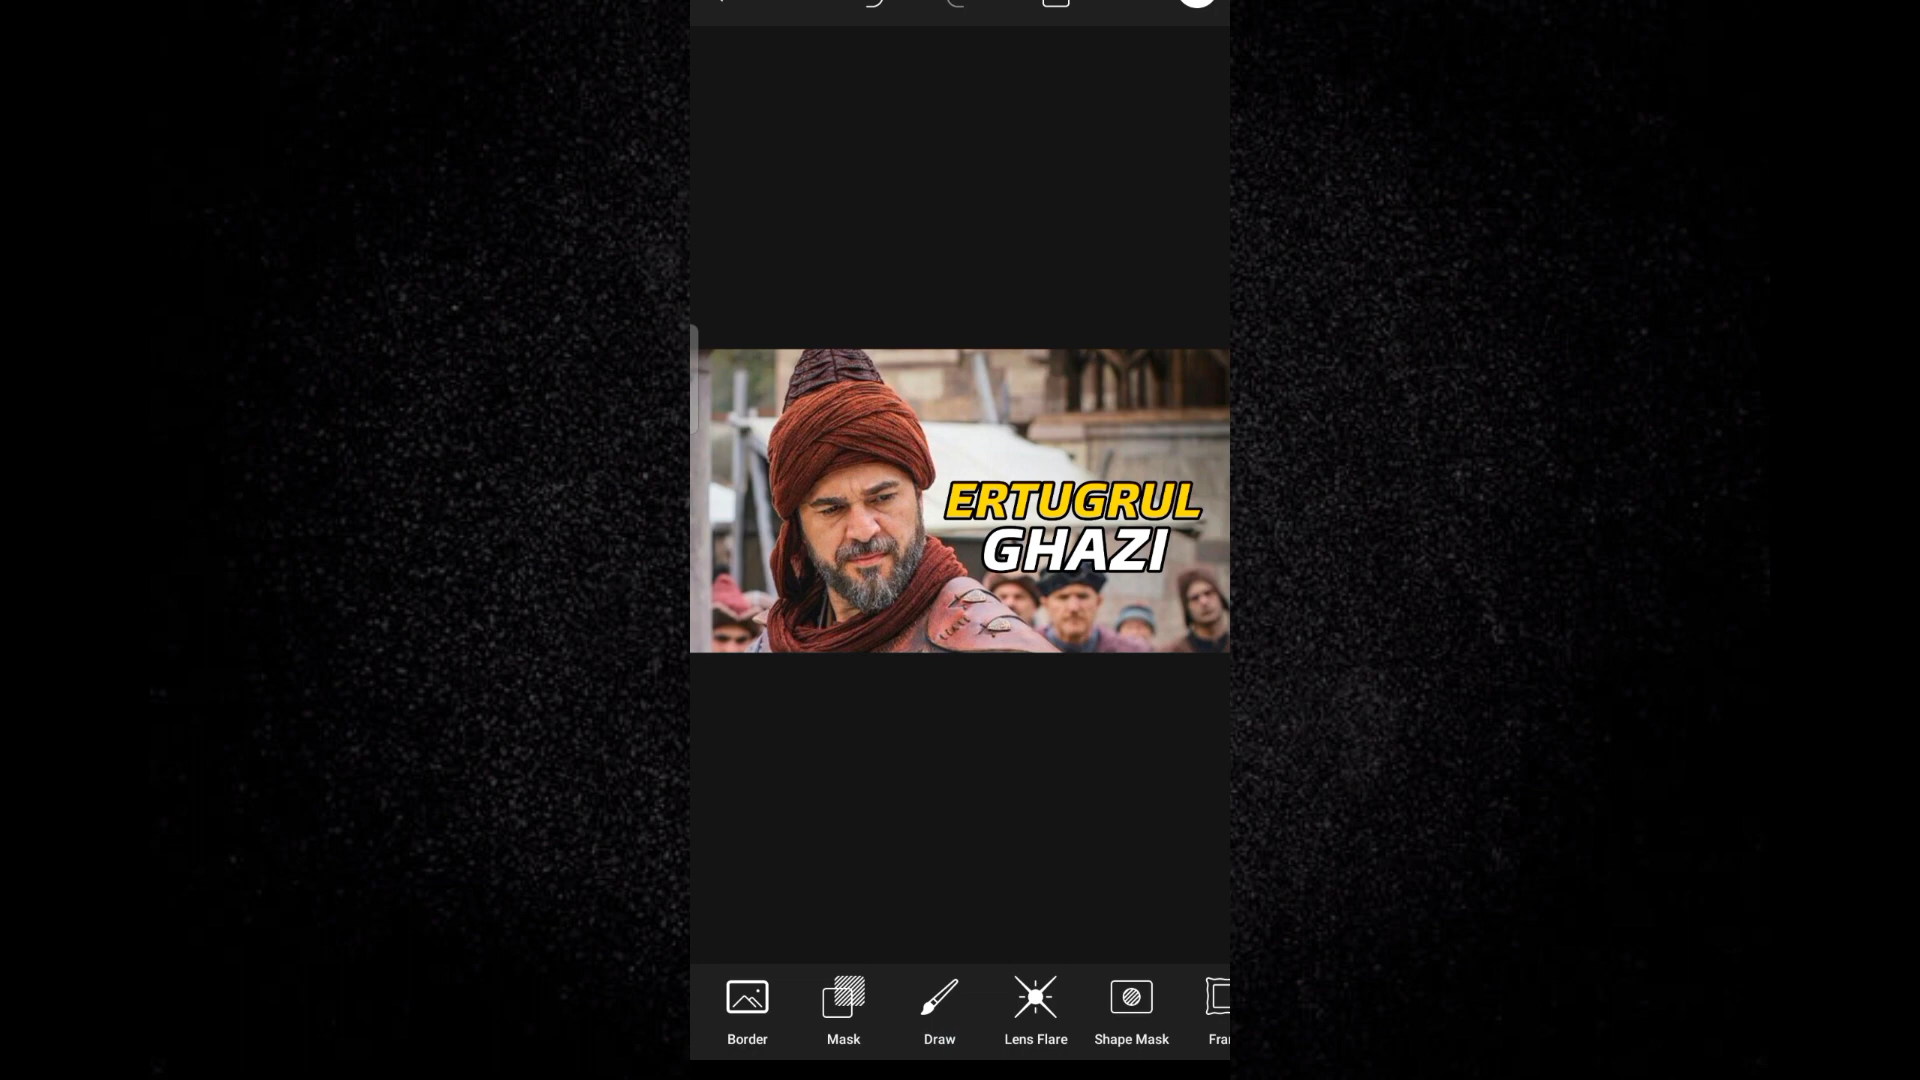 ERTUGRUL
GHAZI
Border
Mask
Draw
Lens Flare
Shape Mask